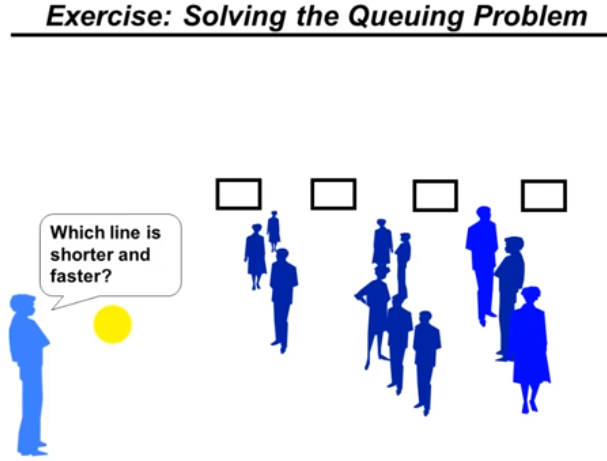 Exercise: Solving the Queuing Problem
Which line is
shorter and
faster?